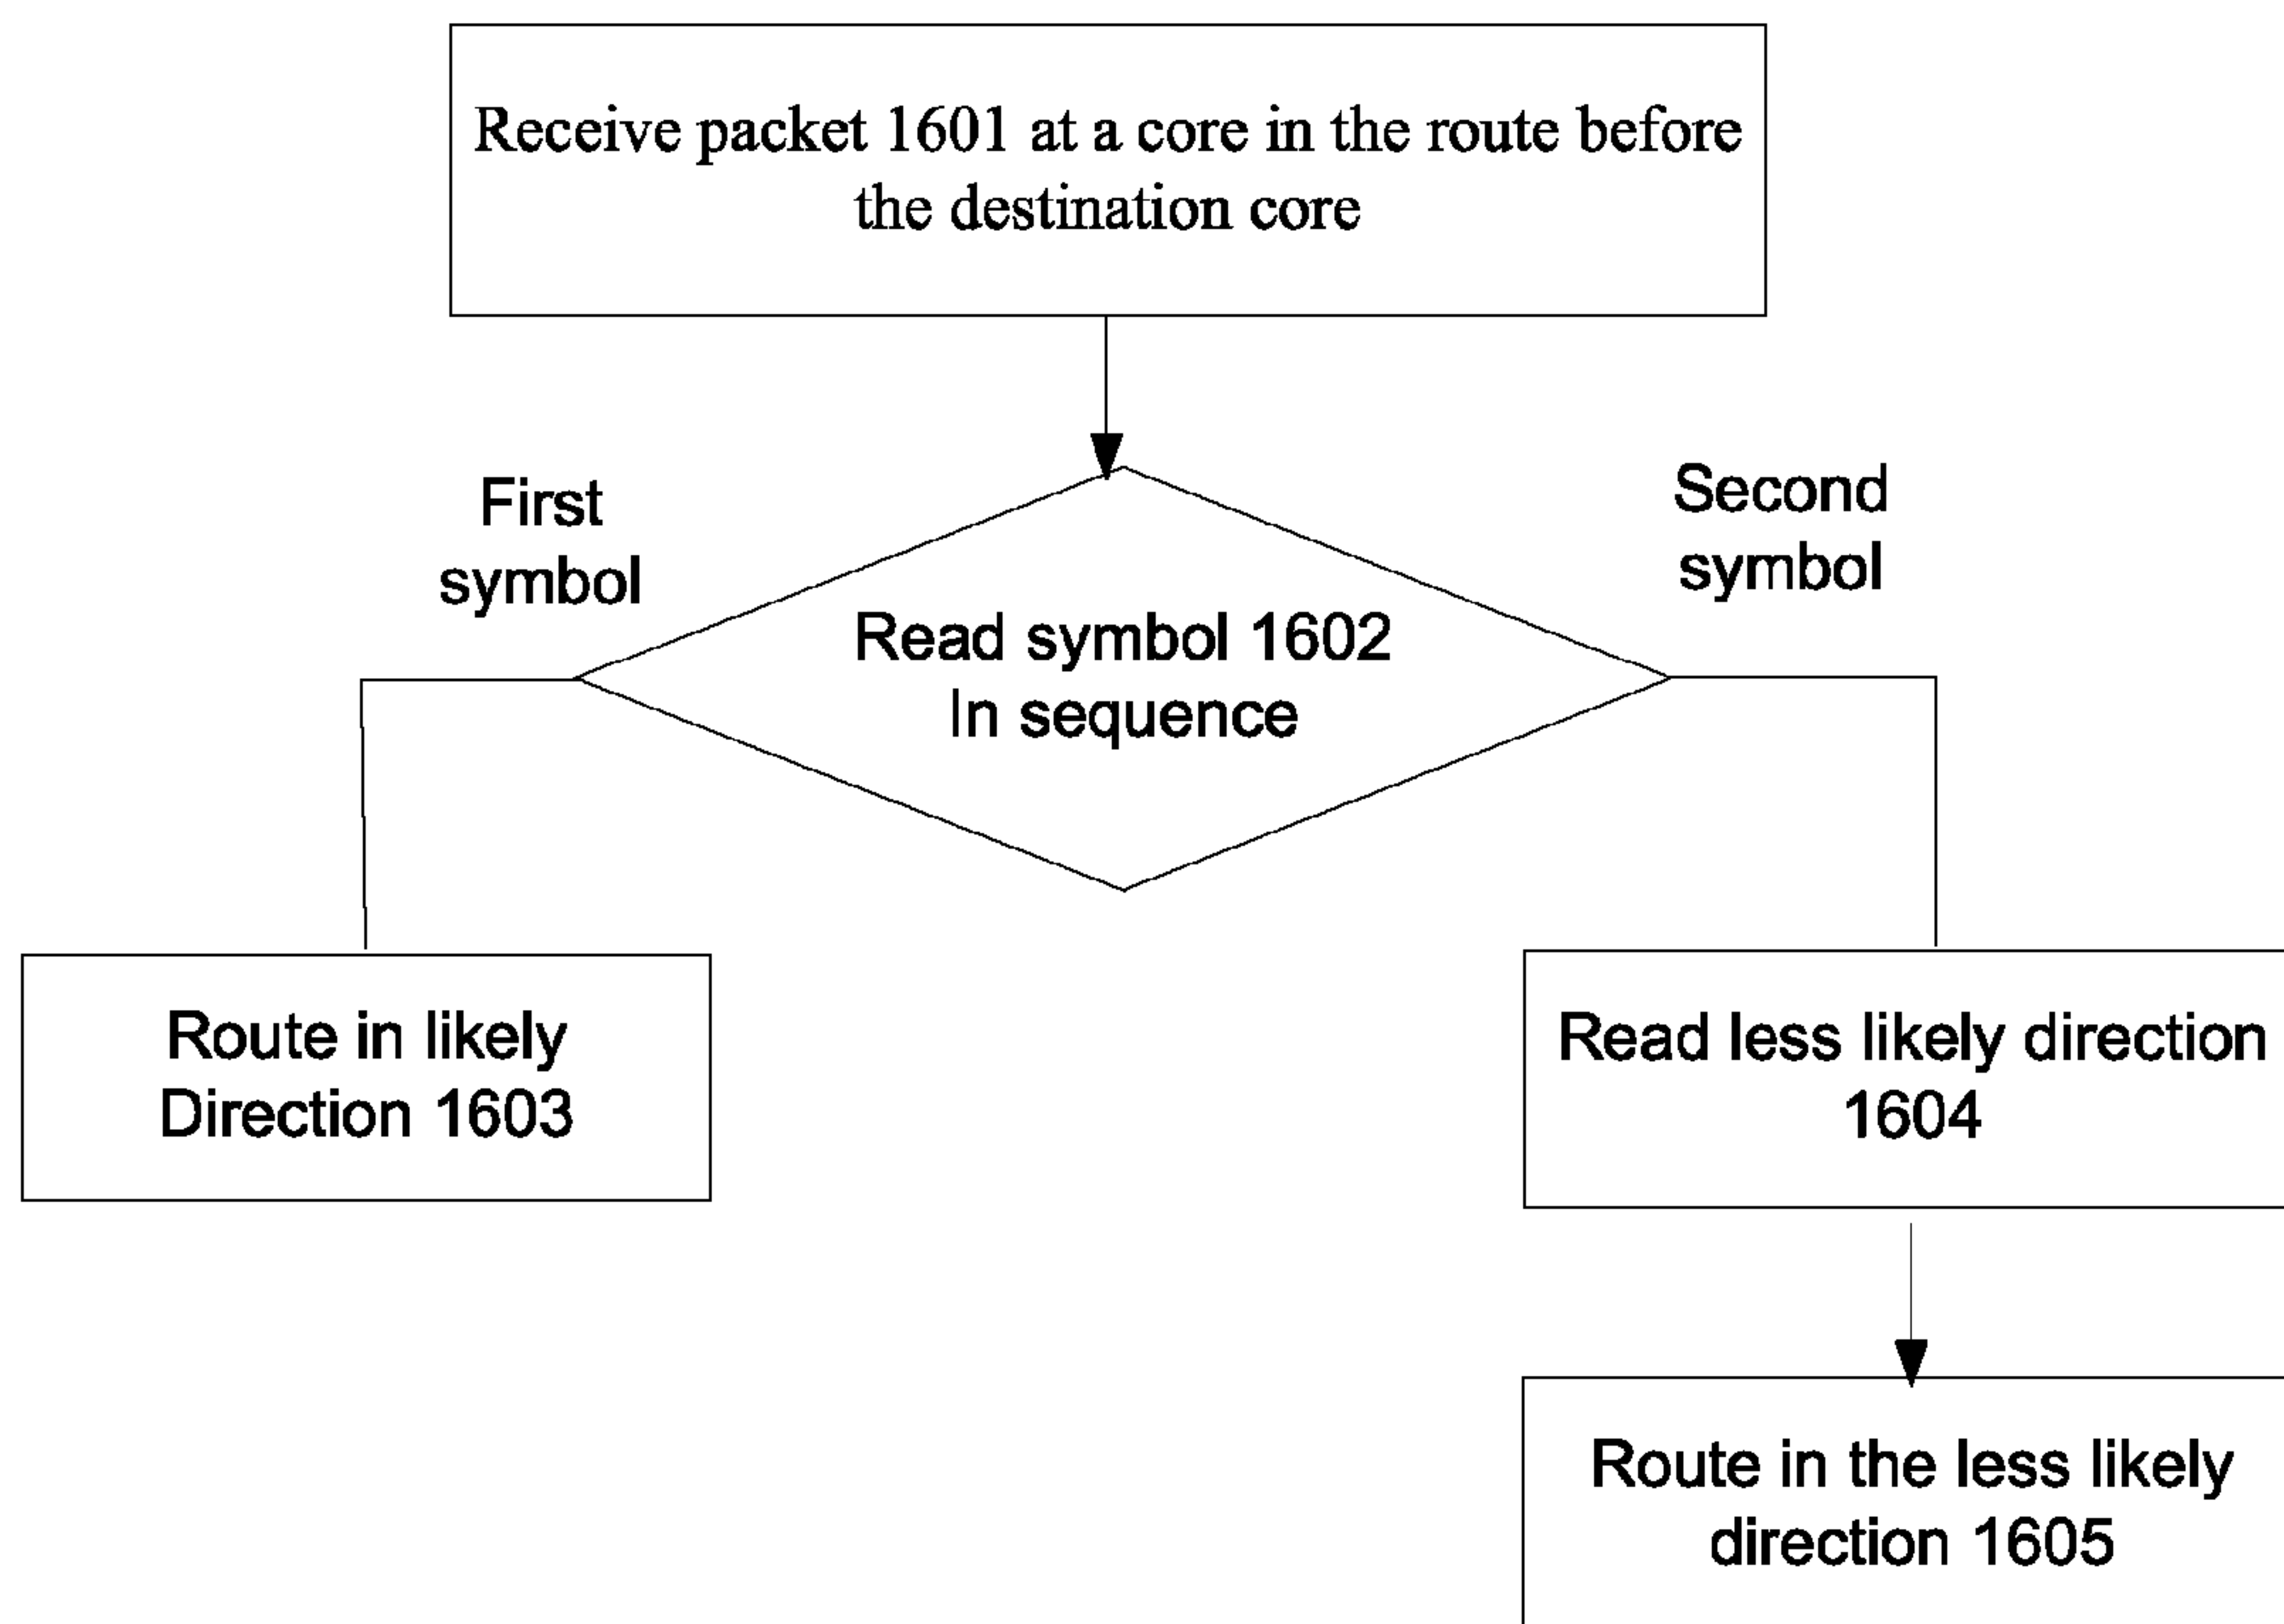 Receive packet 1601 at a core in the route before
the destination core
First
symbol
Second
symbol
Read symbol 1602
In sequence
Route in likely
Direction 1603
Read less likely direction
1604
Route in the less likely
direction 1605